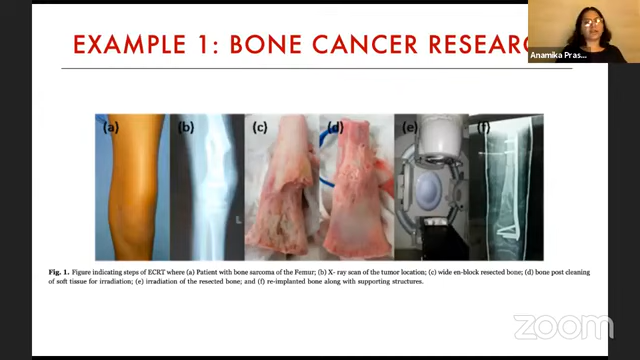 EXAMPLE 1: BONE CANCER RESEARC
Anamika Pras...
(a)
(b)
(c)
(d)
(e)
(f)
L
Fig. 1. Figure indicating steps of ECRT where (a) Patient with bone sarcoma of the Femur; (b) X- ray scan of the tumor location; (c) wide en-block resected bone; (d) bone post cleaning
of soft tissue for irradiation; (e) irradiation of the resected bone; and (f) re-implanted bone along with supporting structures.
zoom